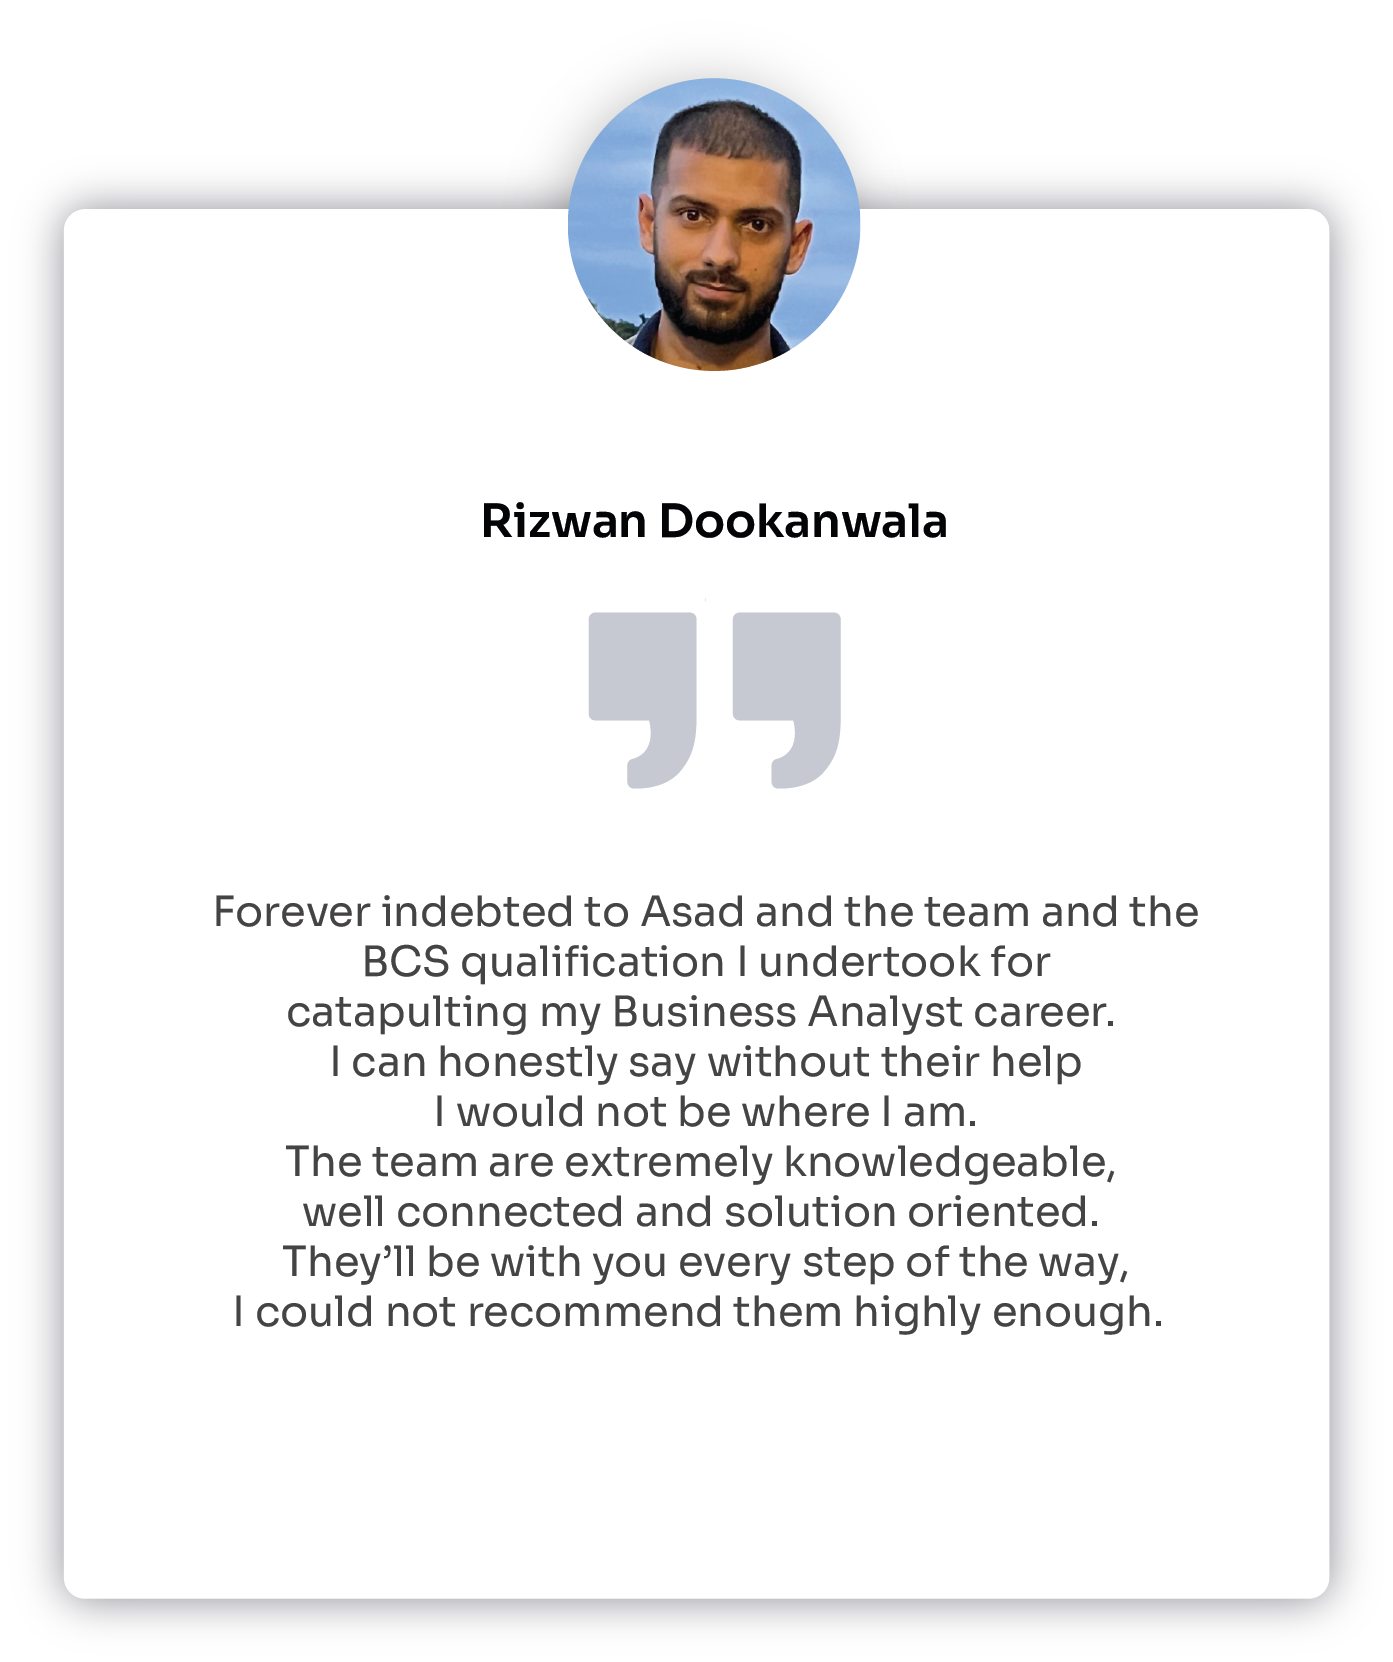 Rizwan Dookanwala
Forever indebted to Asad and the team and the
BCS qualification I undertook for
catapulting my Business Analyst career.
I can honestly say without their help
I would not be where I am.
The team are extremely knowledgeable,
well connected and solution oriented.
They’ll be with you every step of the way,
I could not recommend them highly enough.